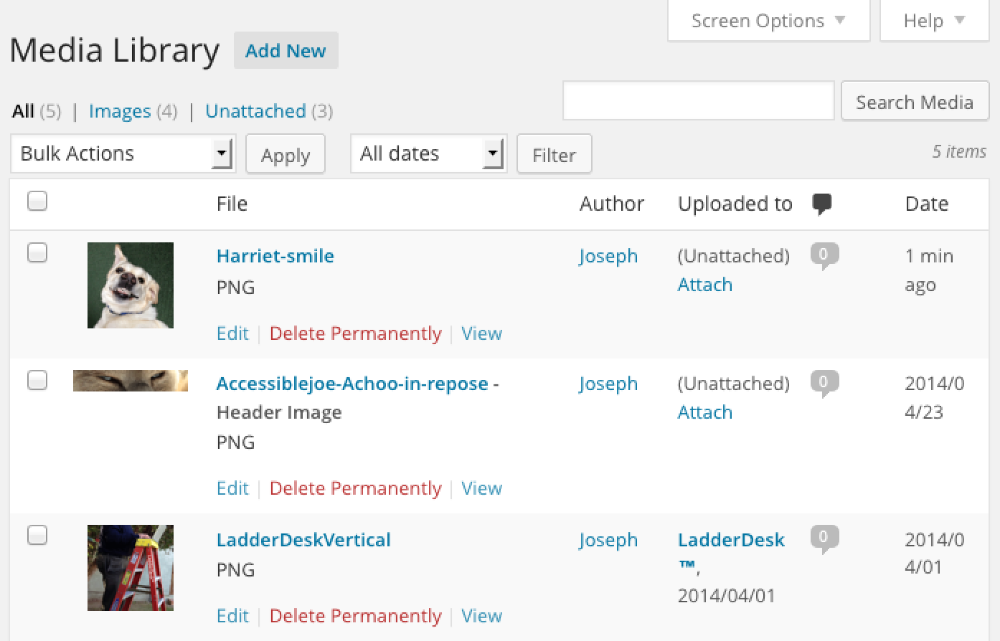 Screen Options
Help
Media Library
Add New
All (5) | Images (4) | Unattached (3)
Search Media
Bulk Actions
Apply
All dates
Filter
5 items
File
Author
Uploaded to
Date
Harriet-smile
PNG
Edit | Delete Permanently | View
Joseph
(Unattached)
Attach
0
1 min
ago
Accessiblejoe-Achoo-in-repose -
Header Image
PNG
Edit | Delete Permanently | View
Joseph
(Unattached)
Attach
0
2014/0
4/23
LadderDeskVertical
PNG
Edit | Delete Permanently | View
Joseph
LadderDesk
™,
2014/04/01
0
2014/0
4/01